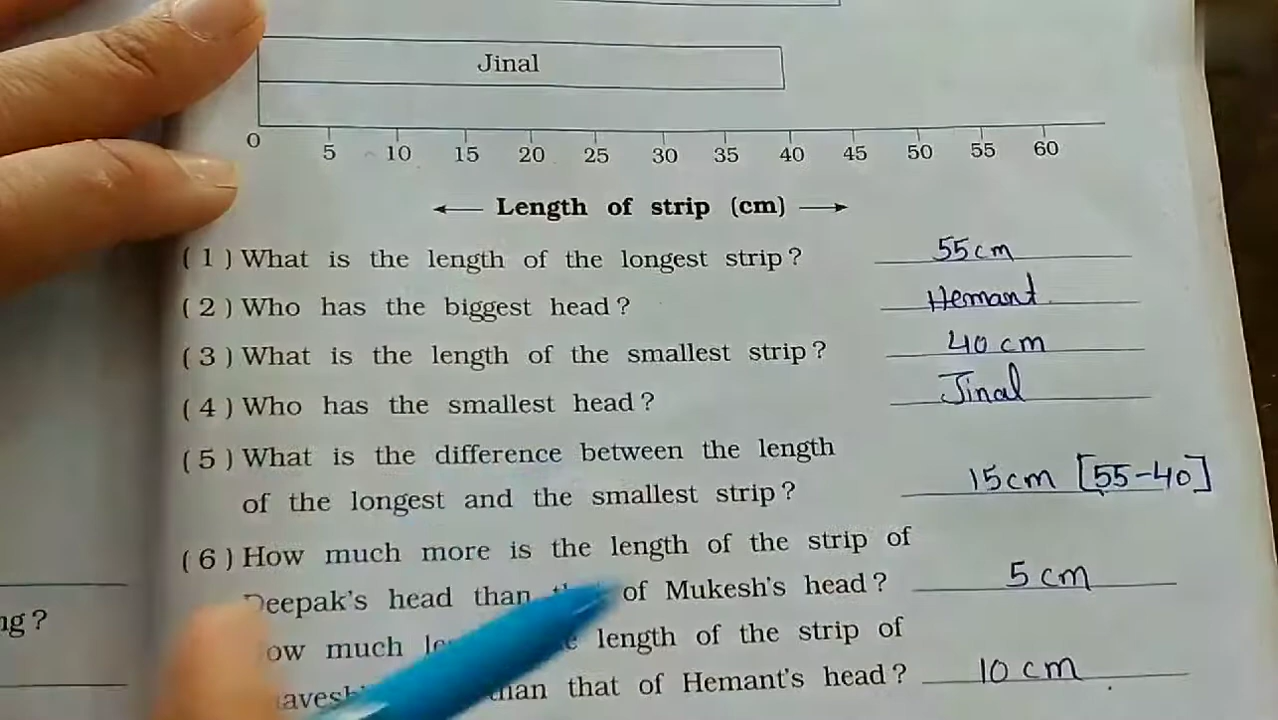 Jinal
0 5 10 15 20 25 30 35 40 45 50 55 60
Length of strip (cm)
( 1 ) What is the length of the longest strip? 55cm
( 2 ) Who has the biggest head? Hemant
( 3 ) What is the length of the smallest strip? 40 cm
( 4 ) Who has the smallest head? Jinal
( 5 ) What is the difference between the length
of the longest and the smallest strip? 15cm [55-40]
( 6 ) How much more is the length of the strip of
Deepak's head than of Mukesh's head? 5 cm
ow much length of the strip of
than that of Hemant's head? 10 cm
ng?